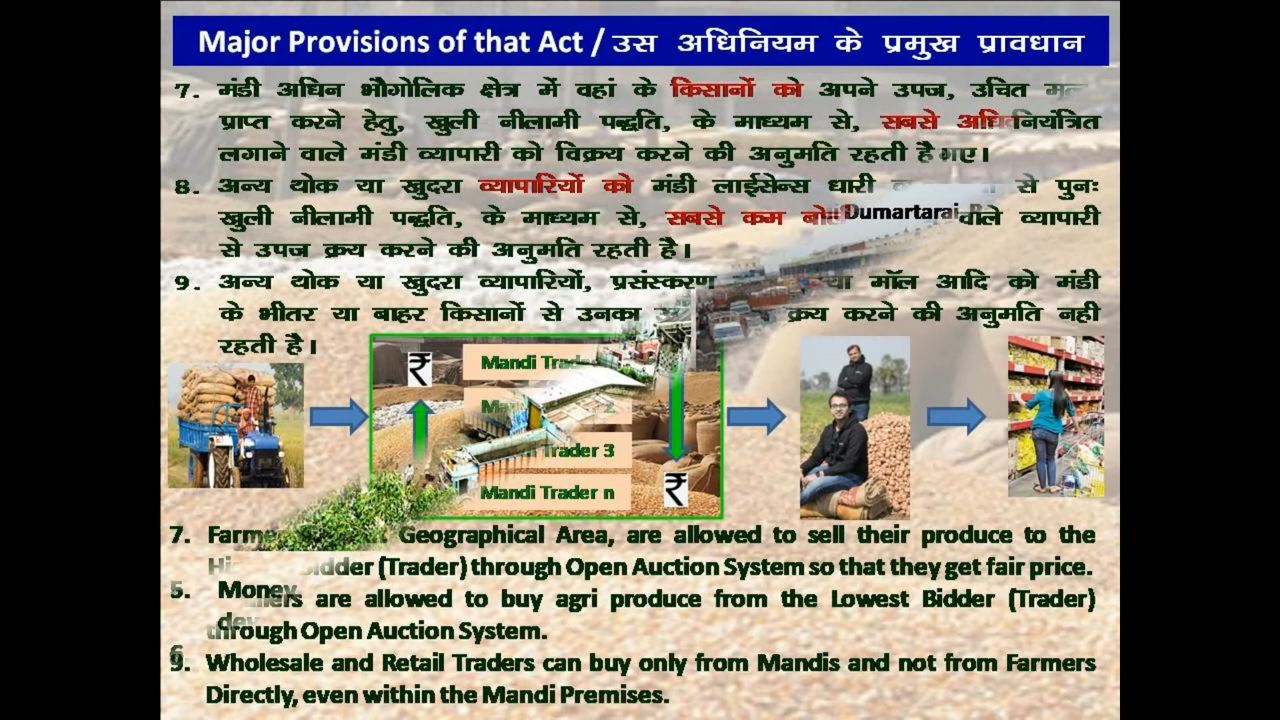 Major Provisions of that Act / उस अधिनियम के प्रमुख प्रावधान
7. मंडी अधिन भौगोलिक क्षेत्र में वहां के किसानों को अपने उपज, उचित
प्राप्त करने हेतु, खुली नीलामी पद्धति, के माध्यम से, सबसे नियंत्रित
लगाने वाले मंडी व्यापारी को विक्रय करने की अनुमति रहती है गए।
8. अन्य थोक या खुदरा व्यापारियों को मंडी लाईसेन्स धारी से पुनः
खुली नीलामी पद्धति, के माध्यम से, सबसे कम Dumartarai वाले व्यापारी
से उपज क्रय करने की अनुमति रहती है।
9. अन्य थोक या खुदरा व्यापारियों, प्रसंस्करण या मॉल आदि को मंडी
के भीतर या बाहर किसानों से उनका क्रय करने की अनुमति नही
रहती है।
₹ Mandi
2
Trader 3
Mandi Trader n ₹
7. Geographical Area, are allowed to sell their produce to the
(Trader) through Open Auction System so that they get fair price.
5. Money
are allowed to buy agri produce from the Lowest Bidder (Trader)
through Open Auction System.
9. Wholesale and Retail Traders can buy only from Mandis and not from Farmers
Directly, even within the Mandi Premises.